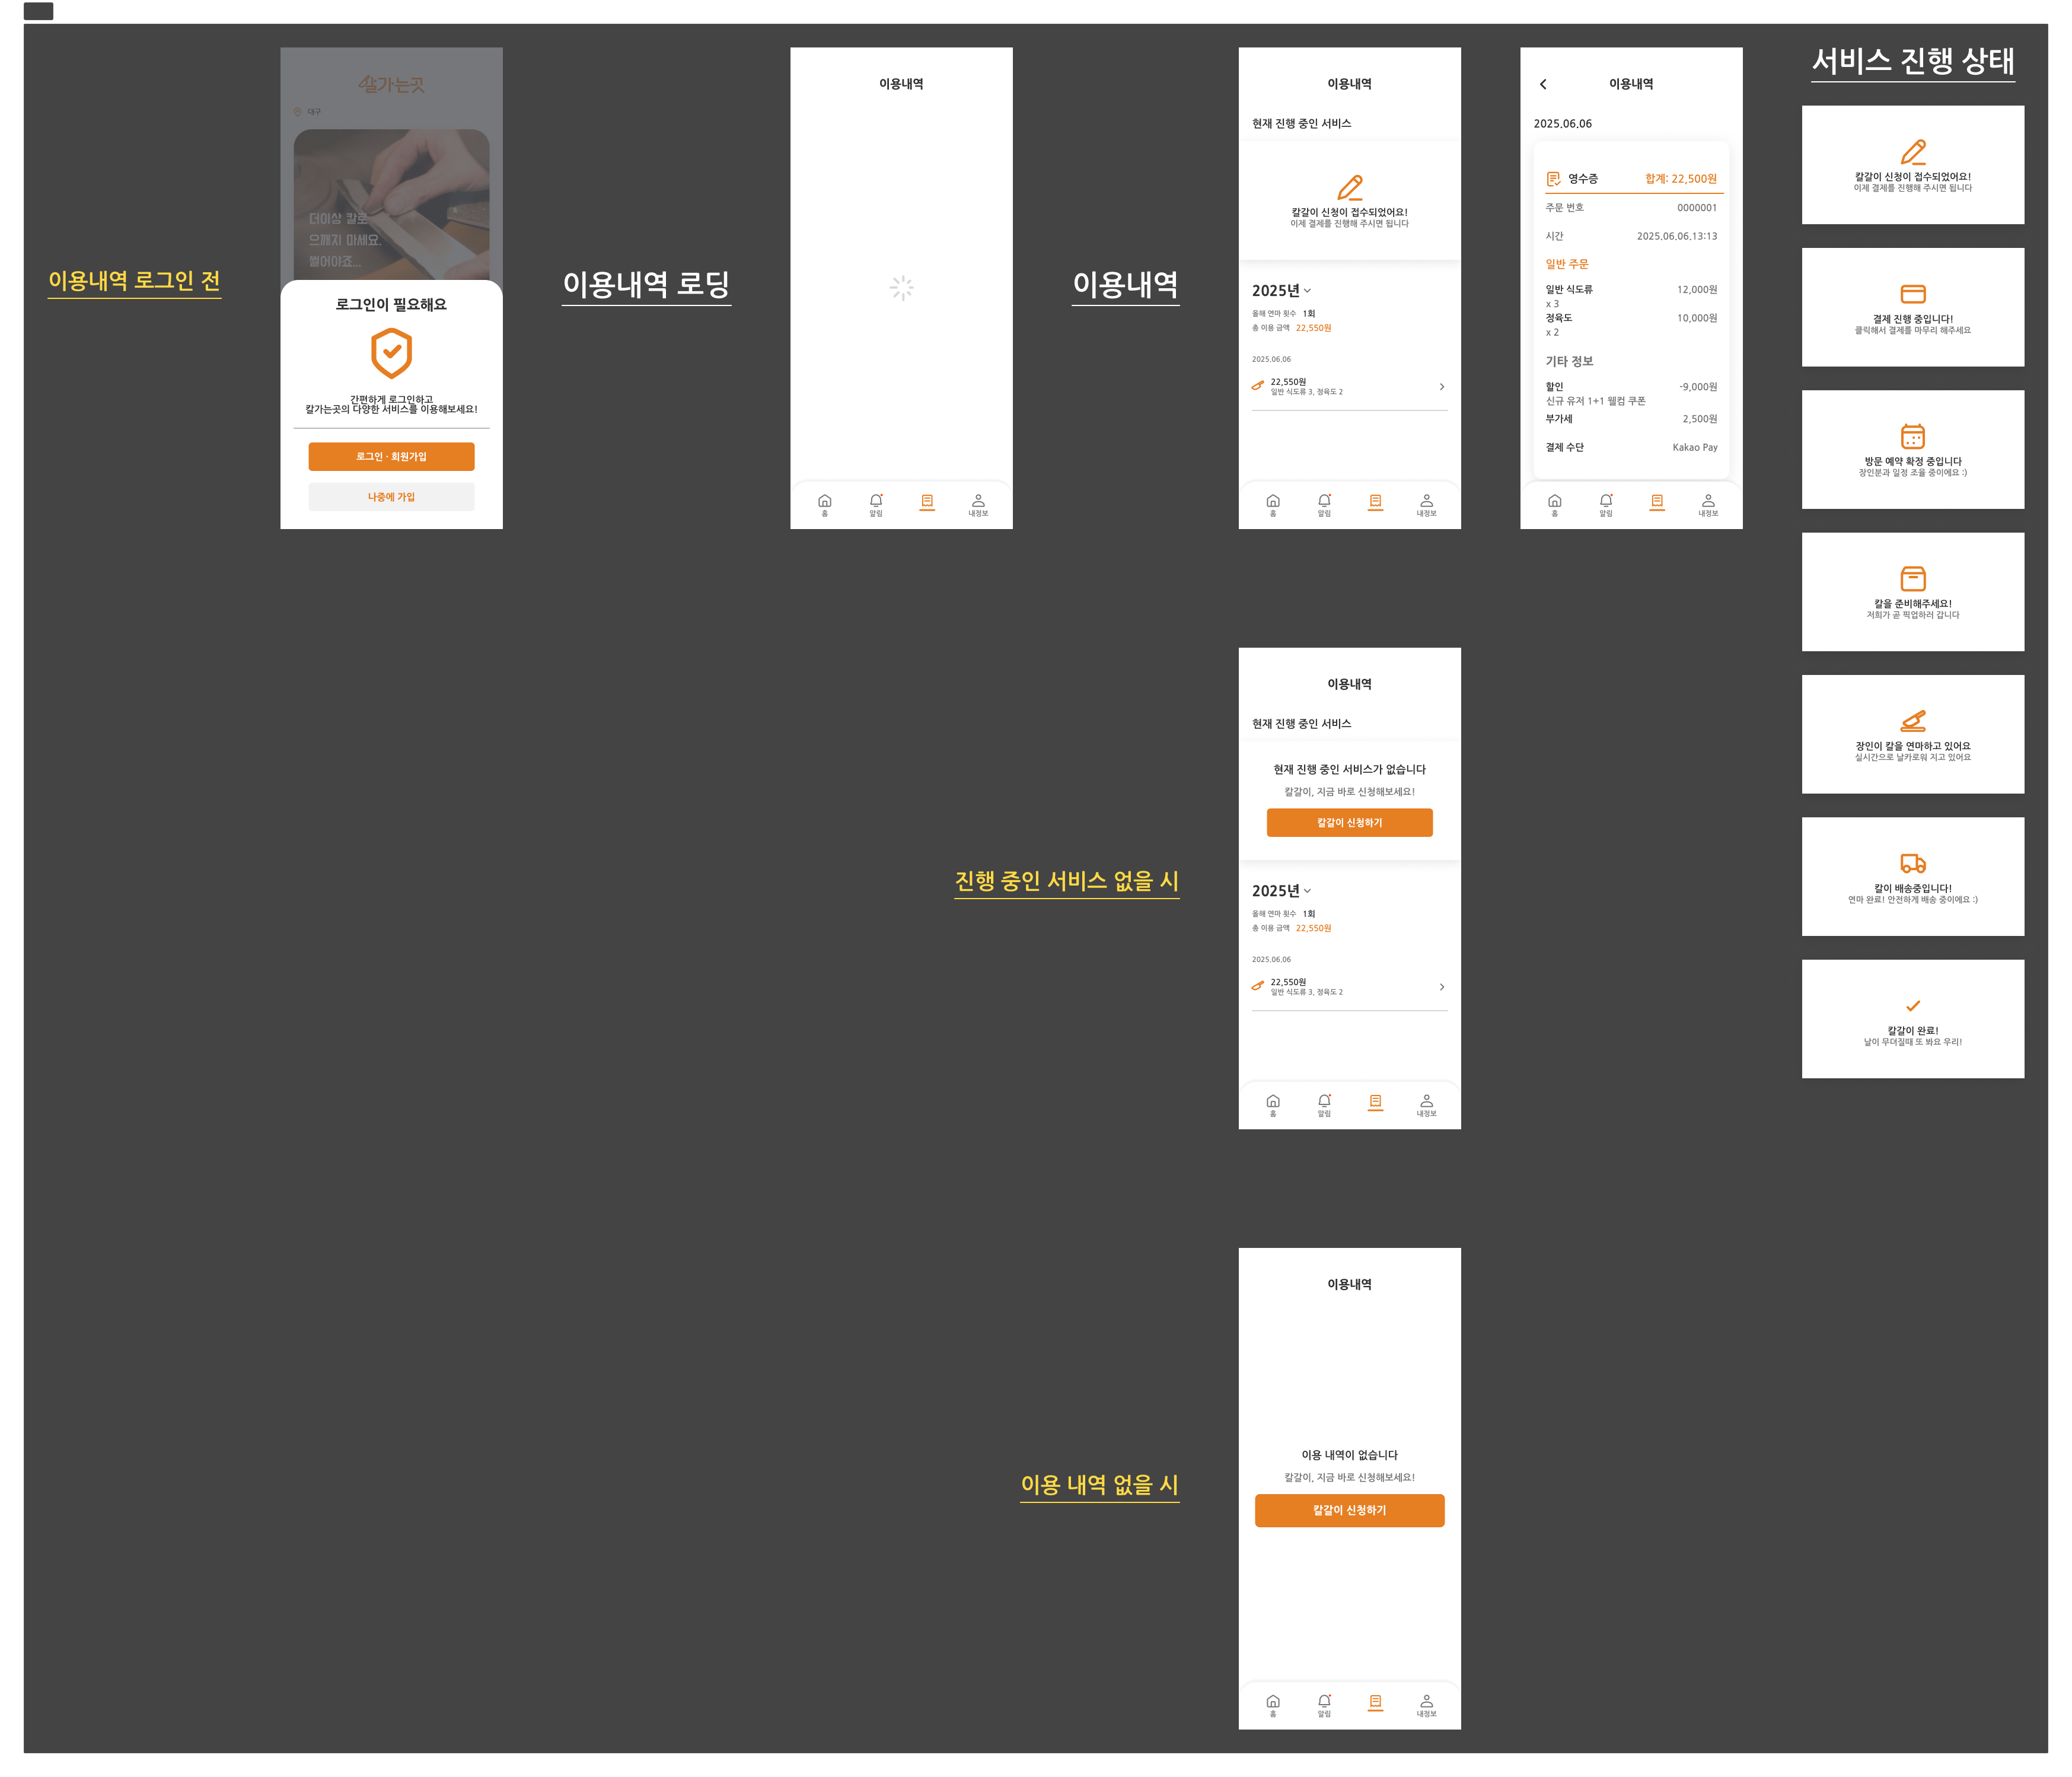 이용내역 로그인 전
칼가는곳
대구
더이상 칼로
으깨지 마세요.
썰어야죠...
로그인이 필요해요
간편하게 로그인하고
칼가는곳의 다양한 서비스를 이용해보세요!
로그인 · 회원가입
나중에 가입
이용내역 로딩
이용내역
홈
알림
내정보
이용내역
이용내역
현재 진행 중인 서비스
칼갈이 신청이 접수되었어요!
이제 결제를 진행해 주시면 됩니다
2025년
올해 연마 횟수 1회
총 이용 금액 22,550원
2025.06.06
22,550원
일반 식도류 3, 정육도 2
홈
알림
내정보
이용내역
2025.06.06
영수증 합계: 22,500원
주문 번호 0000001
시간 2025.06.06.13:13
일반 주문
일반 식도류 12,000원
x 3
정육도 10,000원
x 2
기타 정보
할인 -9,000원
신규 유저 1+1 웰컴 쿠폰
부가세 2,500원
결제 수단 Kakao Pay
홈
알림
내정보
진행 중인 서비스 없을 시
이용내역
현재 진행 중인 서비스
현재 진행 중인 서비스가 없습니다
칼갈이, 지금 바로 신청해보세요!
칼갈이 신청하기
2025년
올해 연마 횟수 1회
총 이용 금액 22,550원
2025.06.06
22,550원
일반 식도류 3, 정육도 2
홈
알림
내정보
이용 내역 없을 시
이용내역
이용 내역이 없습니다
칼갈이, 지금 바로 신청해보세요!
칼갈이 신청하기
홈
알림
내정보
서비스 진행 상태
칼갈이 신청이 접수되었어요!
이제 결제를 진행해 주시면 됩니다
결제 진행 중입니다!
클릭해서 결제를 마무리 해주세요
방문 예약 확정 중입니다
장인분과 일정 조율 중이에요 :)
칼을 준비해주세요!
저희가 곧 픽업하러 갑니다
장인이 칼을 연마하고 있어요
실시간으로 날카로워 지고 있어요
칼이 배송중입니다!
연마 완료! 안전하게 배송 중이에요 :)
칼갈이 완료!
날이 무뎌질때 또 봐요 우리!